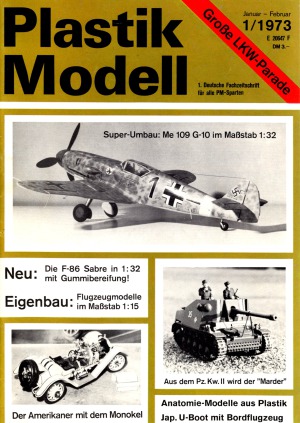 Plastik
Modell
Große LKW-Parade
Januar - Februar
1/1973
E 20647 F
DM 3.-
1. Deutsche Fachzeitschrift
für alle PM-Sparten
Super-Umbau: Me 109 G-10 im Maßstab 1:32
1
Neu: Die F-86 Sabre in 1:32
mit Gummibereifung!
Eigenbau: Flugzeugmodelle
im Maßstab 1:15
Der Amerikaner mit dem Monokel
Aus dem Pz. Kw. II wird der "Marder"
Anatomie-Modelle aus Plastik
Jap. U-Boot mit Bordflugzeug